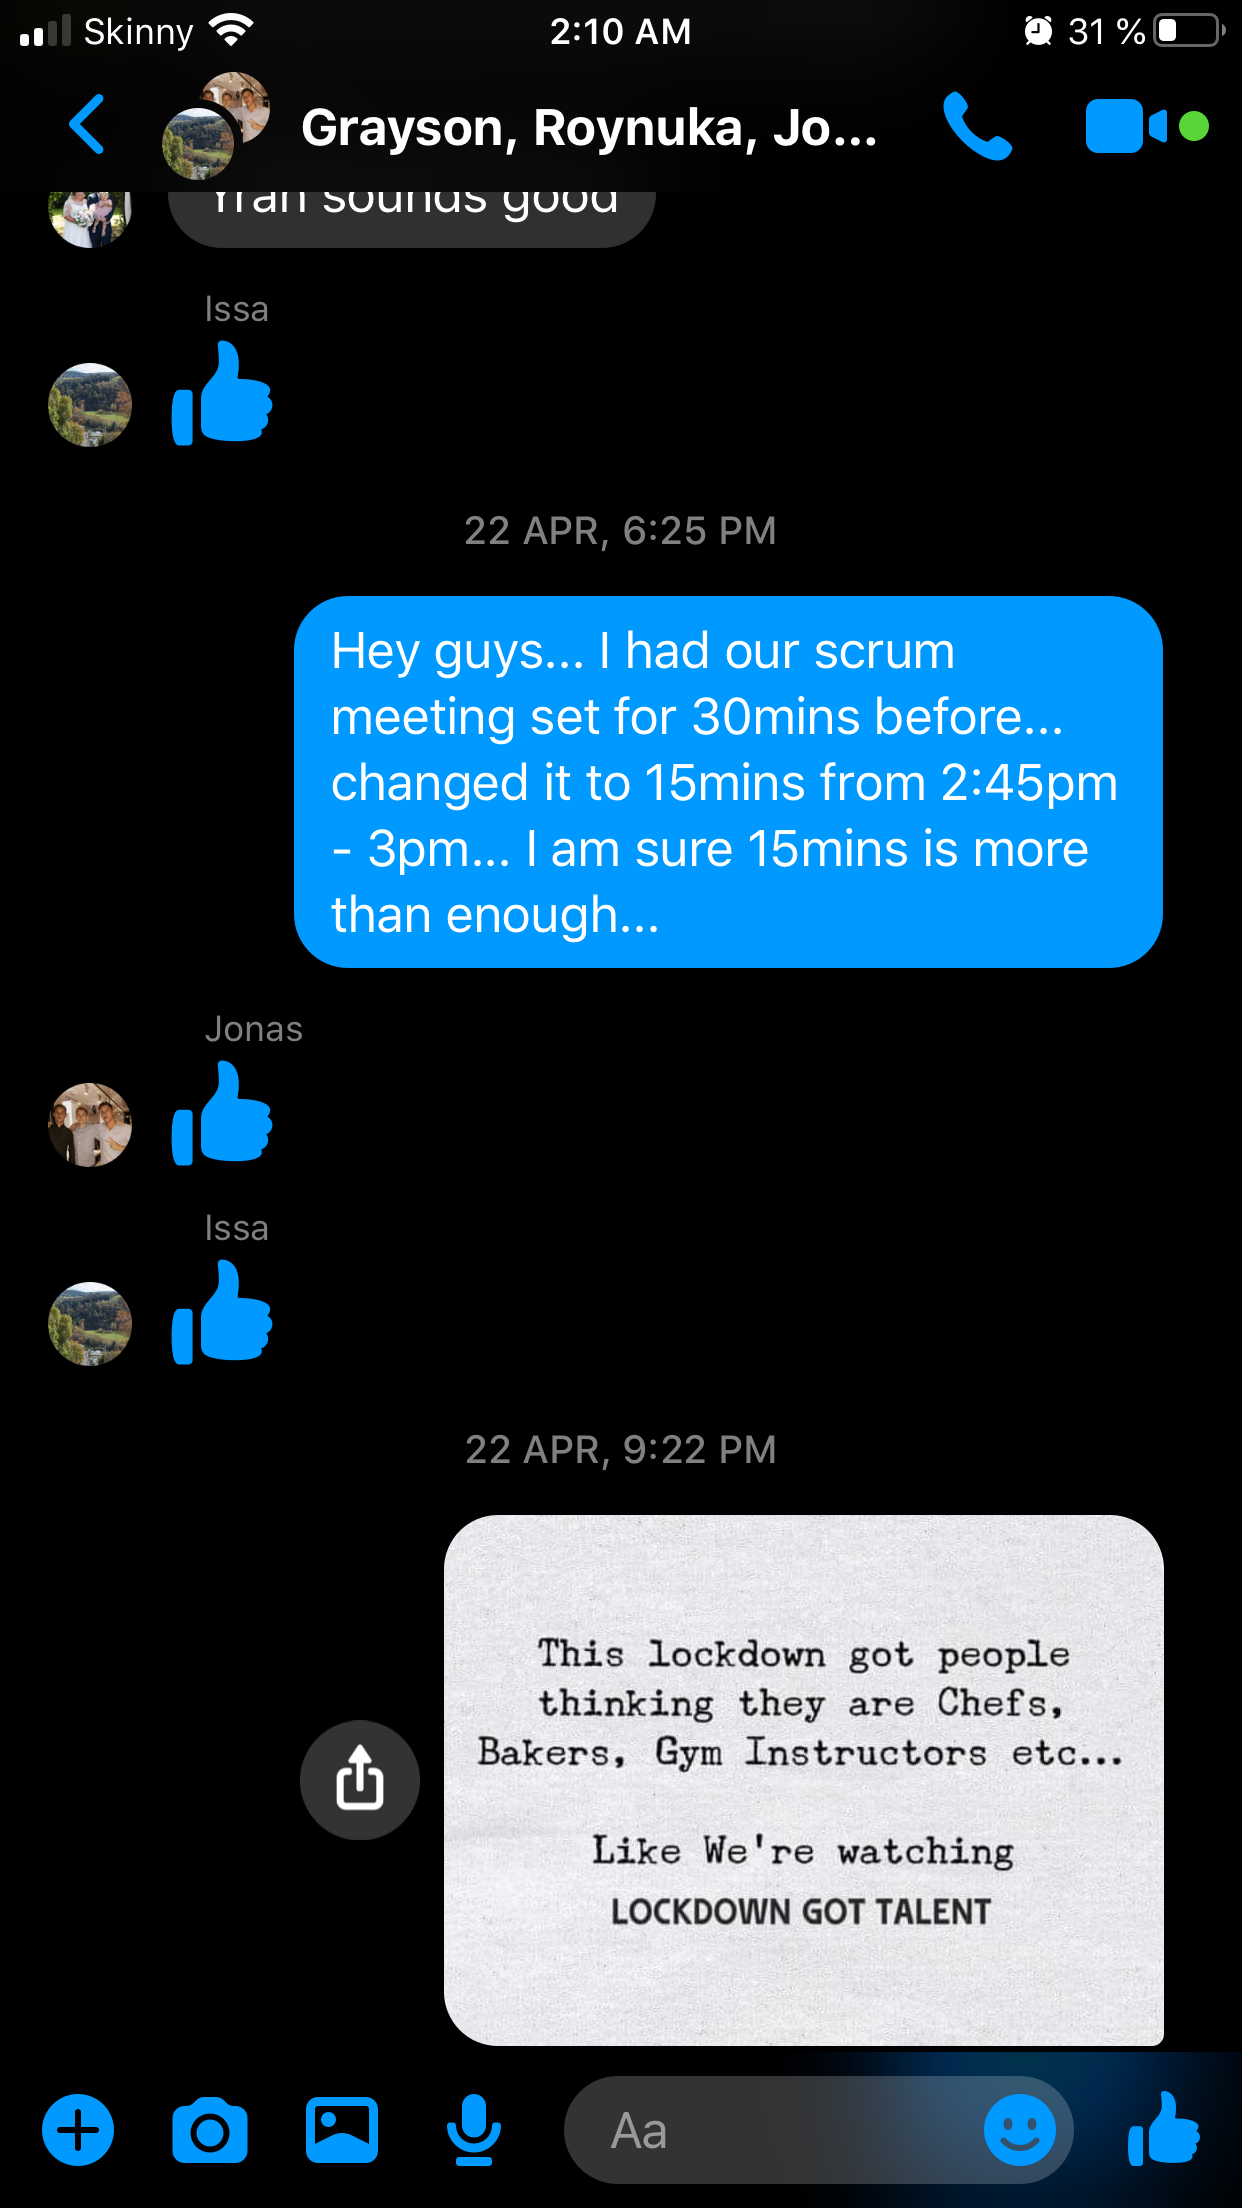 Skinny
2:10 AM
31 %
Grayson, Roynuka, Jo...
sounds good
Issa
22 APR, 6:25 PM
Hey guys... I had our scrum
meeting set for 30mins before...
changed it to 15mins from 2:45pm
- 3pm... I am sure 15mins is more
than enough...
Jonas
Issa
22 APR, 9:22 PM
This lockdown got people
thinking they are Chefs,
Bakers, Gym Instructors etc...
Like We're watching
LOCKDOWN GOT TALENT
Aa